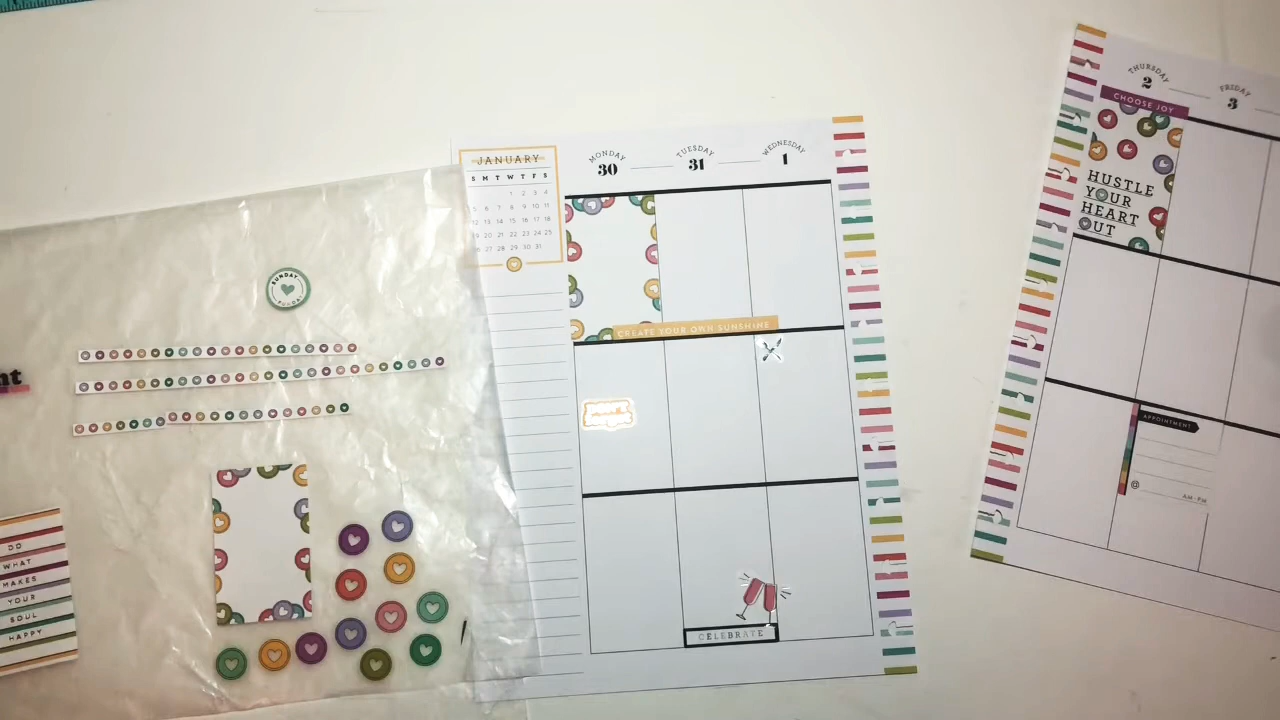 nt
DO
WHAT
MAKES
YOUR
SOUL
HAPPY
SUNDAY
JANUARY
S M T W T F S
1 2 3 4
5 6 7 8 9 10 11
12 13 14 15 16 17 18
19 20 21 22 23 24 25
26 27 28 29 30 31
MONDAY
30
TUESDAY
31
WEDNESDAY
1
CREATE YOUR OWN SUNSHINE
CELEBRATE
THURSDAY
2
FRIDAY
3
CHOOSE JOY
HUSTLE
YOUR
HEART
OUT
APPOINTMENT
@
AM - PM